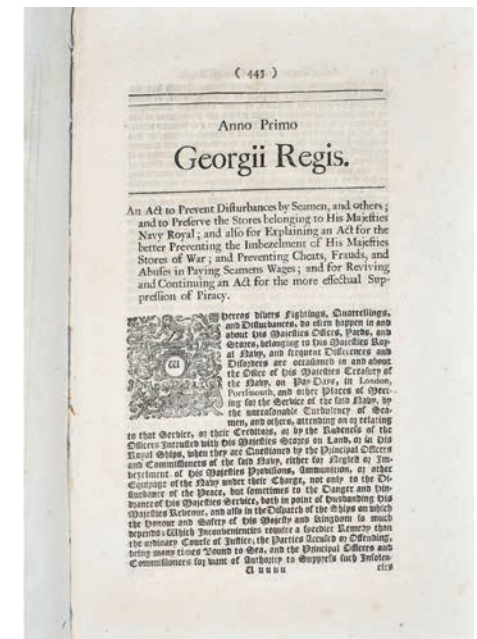 ( 443 )
Anno Primo
Georgii Regis.
An Act to Prevent Disturbances by Seamen, and others;
and to Preserve the Stores belonging to His Majesties
Navy Royal; and also for Explaining an Act for the
better Preventing the Imbezelment of His Majesties
Stores of War; and Preventing Cheats, Frauds, and
Abuses in Paying Seamens Wages; and for Reviving
and Continuing an Act for the more effectual Sup-
pression of Piracy.
Whereas divers Fightings, Quarrellings,
and Disturbances, do often happen in and
about His Majesties Offices, Yards, and
Stores, belonging to His Majesties Roy-
al Navy, and frequent Differences and
Disorders are occasioned in and about
the Office of His Majesties Treasury of
the Navy, on Pay Days, in London,
Portsmouth, and other Places of Meet-
ing for the Service of the said Navy, by
the unreasonable Turbulency of Sea-
men, and others, attending on or relating
to that Service, or their Creditors, or by the Rudeness of the
Officers Intrusted with His Majesties Stores on Land, or in His
Royal Ships, when they are Questioned by the Principal Officers
and Commissioners of the said Navy, either for Neglect or Im-
bezelment of His Majesties Provisions, Ammunition, or other
Equipage of the Navy under their Charge, not only to the Di-
sturbance of the Peace, but sometimes to the Danger and Hin-
drance of His Majesties Service, both in point of Husbanding His
Majesties Revenue, and also in the Dispatch of the Ships on which
the Honour and Safety of His Majesty and Kingdom so much
depends: Which Inconveniencies require a speedier Remedy than
the ordinary Course of Justice, the Parties Accused or Offending,
being many times Bound to Sea, and the Principal Officers and
Commissioners for want of Authority to Suppress such Insolen-
U u u u u cies